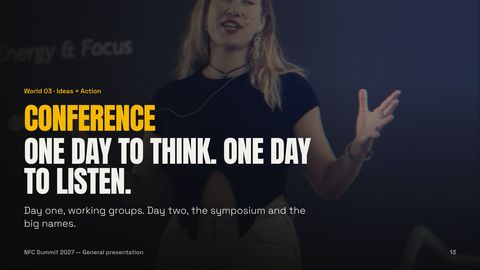 Energy & Focus
World 03 · Ideas × Action
CONFERENCE
ONE DAY TO THINK. ONE DAY
TO LISTEN.
Day one, working groups. Day two, the symposium and the
big names.
NFC Summit 2027 — General presentation
13